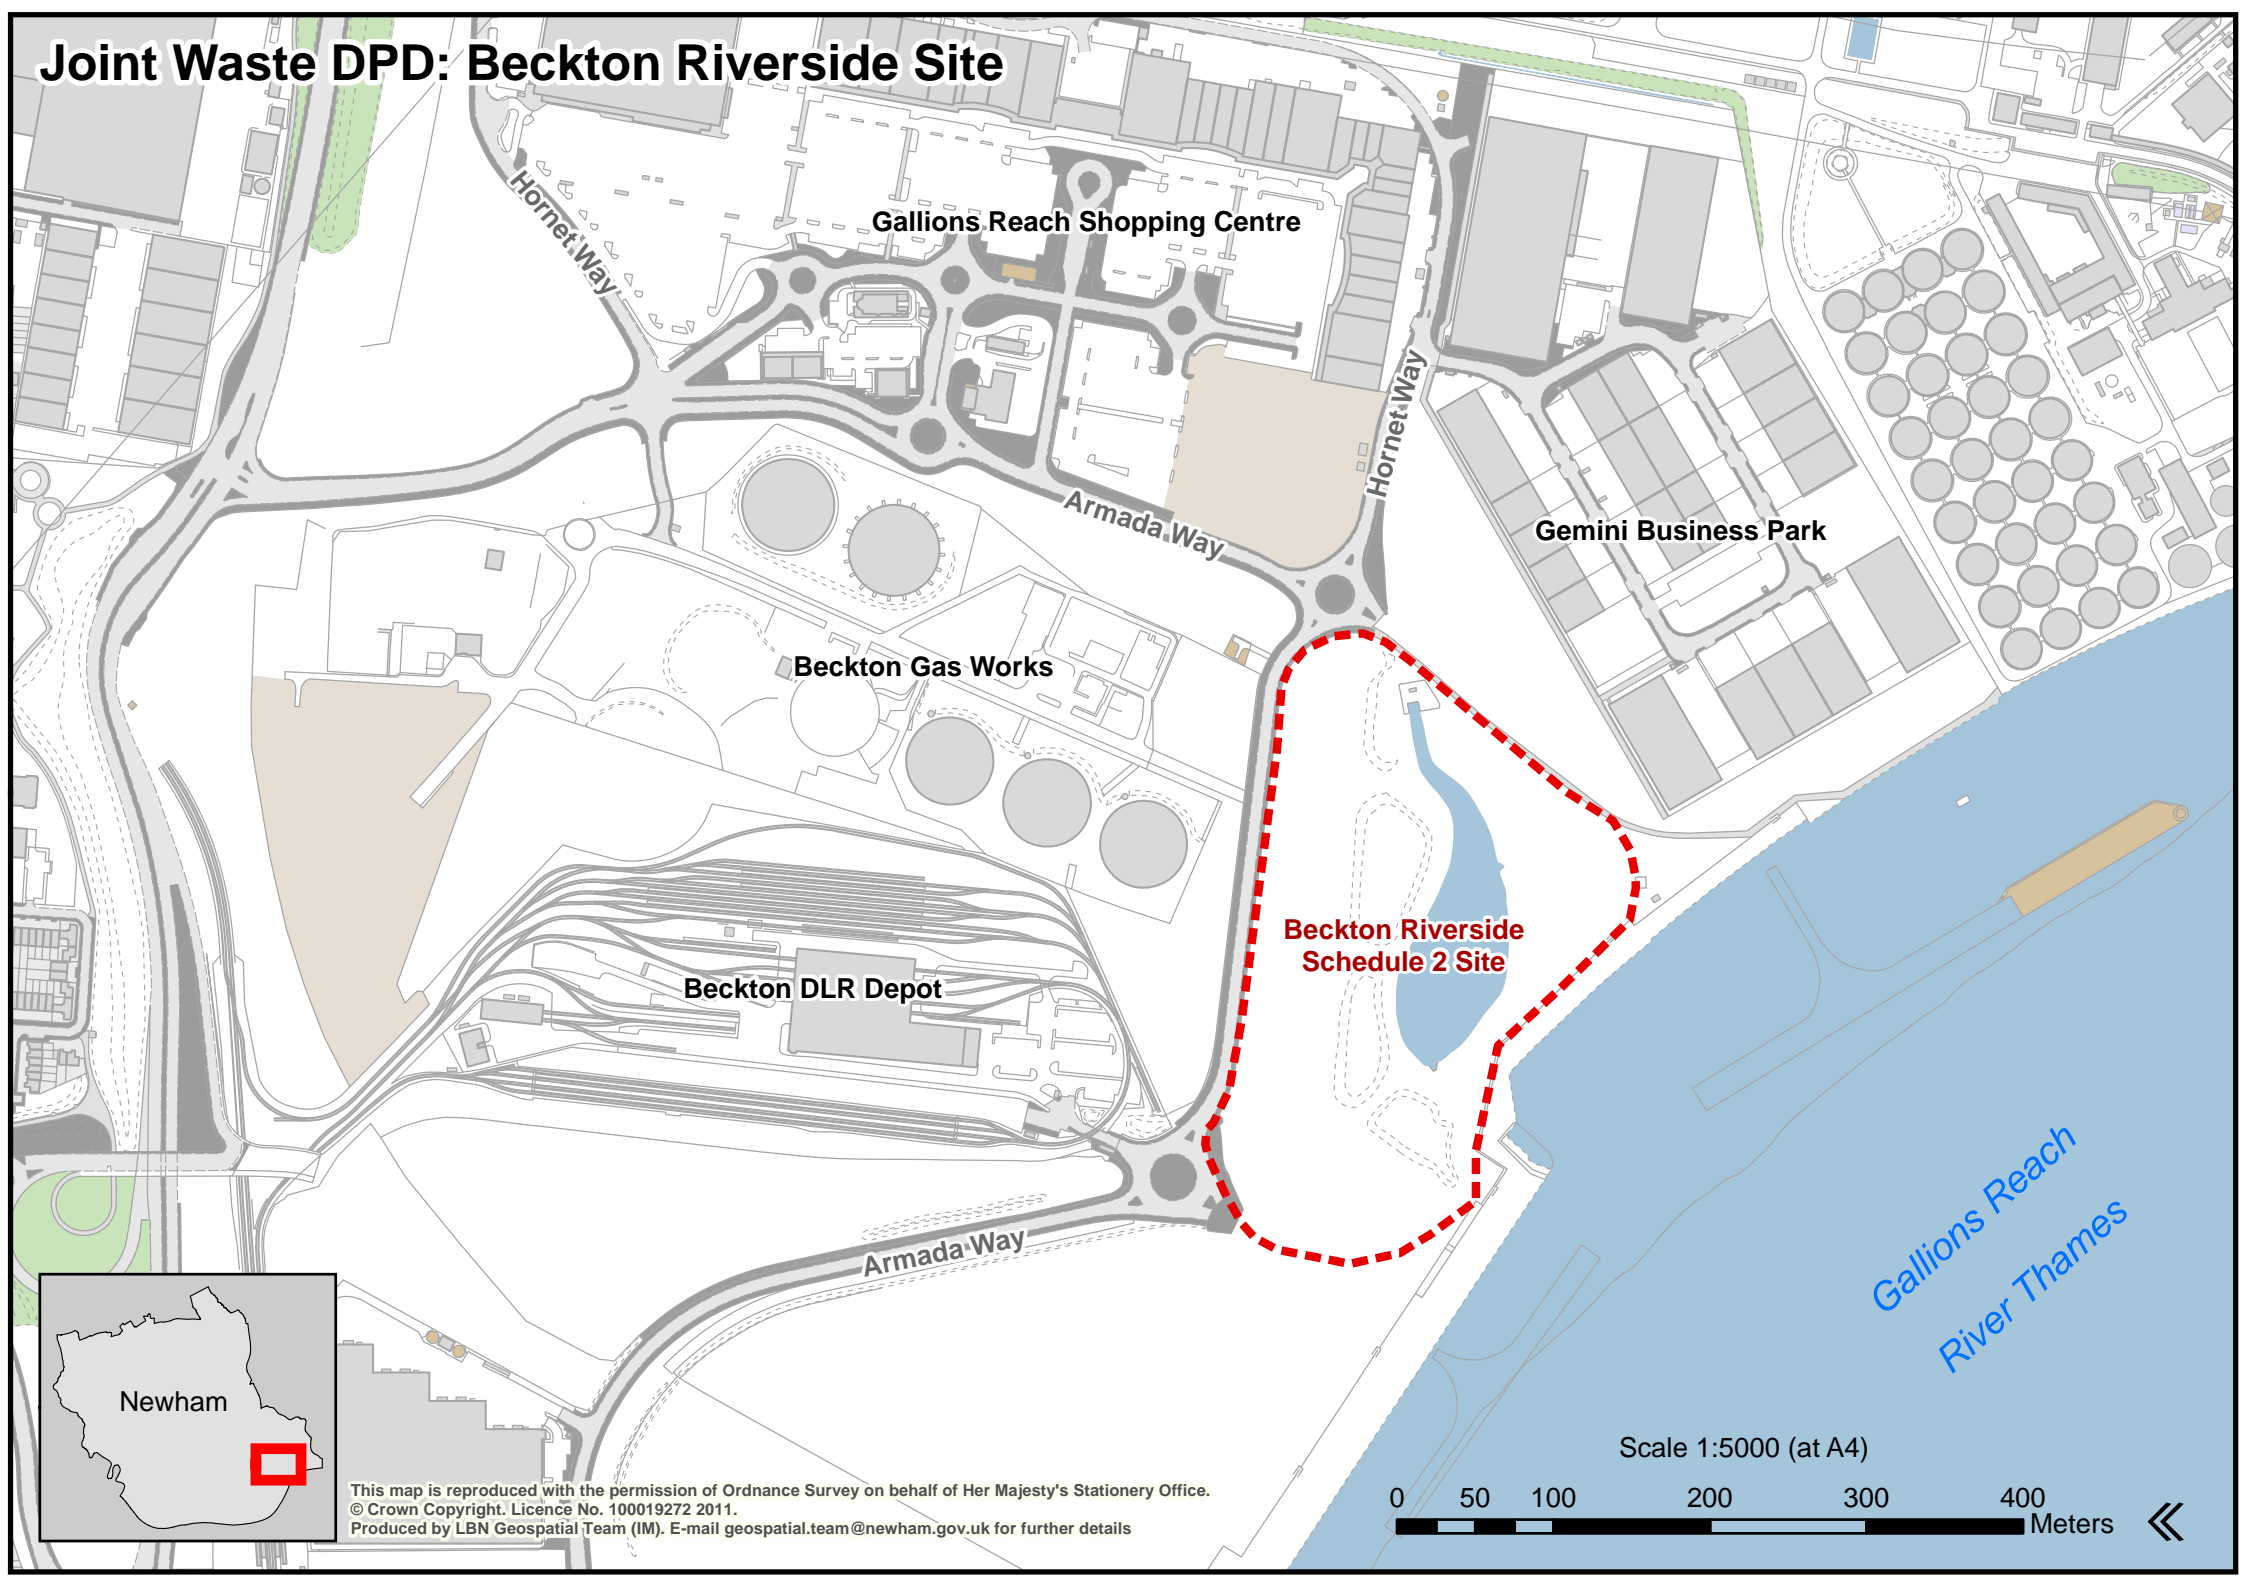 Joint Waste DPD: Beckton Riverside Site
Hornet Way
Gallions Reach Shopping Centre
Hornet Way
Armada Way
Gemini Business Park
Beckton Gas Works
Beckton Riverside
Schedule 2 Site
Beckton DLR Depot
Armada Way
Gallions Reach
River Thames
Newham
Scale 1:5000 (at A4)
0 50 100 200 300 400
Meters
This map is reproduced with the permission of Ordnance Survey on behalf of Her Majesty's Stationery Office.
© Crown Copyright. Licence No. 100019272 2011.
Produced by LBN Geospatial Team (IM). E-mail geospatial.team@newham.gov.uk for further details